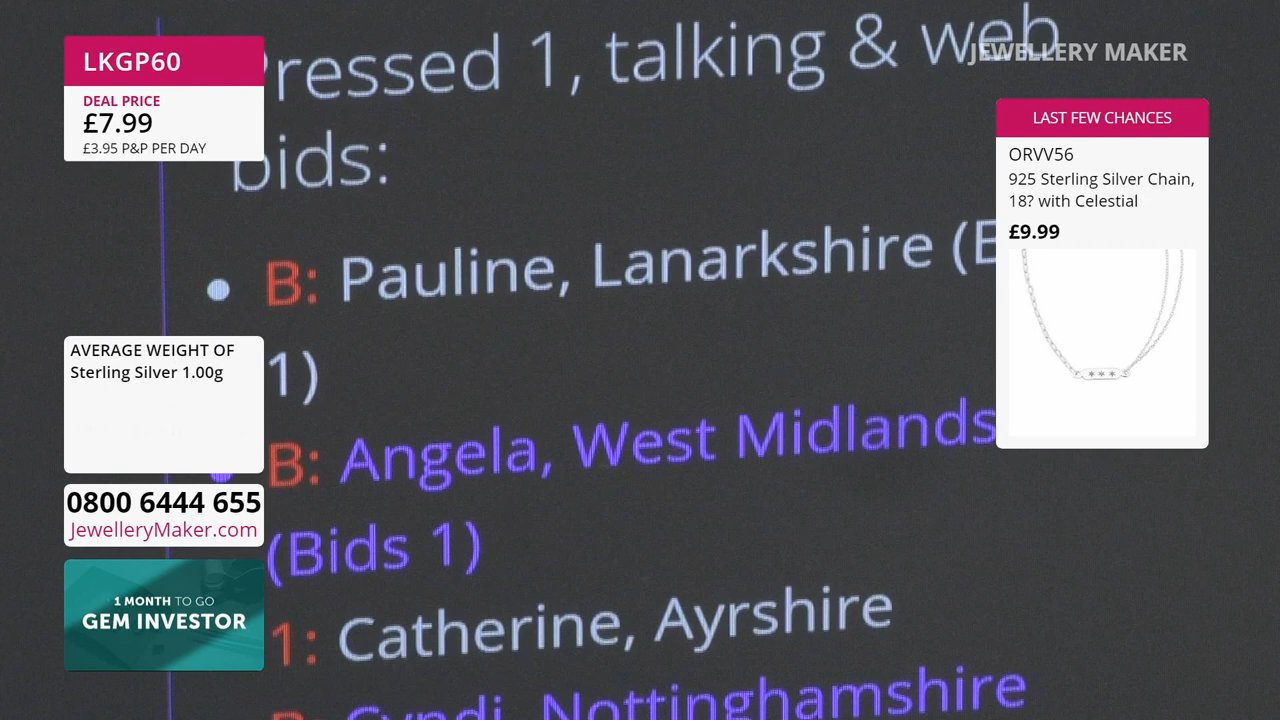 LKGP60
DEAL PRICE
£7.99
£3.95 P&P PER DAY
JEWELLERY MAKER
LAST FEW CHANCES
ORVV56
925 Sterling Silver Chain,
18? with Celestial
£9.99
AVERAGE WEIGHT OF
Sterling Silver 1.00g
0800 6444 655
JewelleryMaker.com
1 MONTH TO GO
GEM INVESTOR
Pressed 1, talking & web
bids:
B: Pauline, Lanarkshire (B
1)
B: Angela, West Midlands
(Bids 1)
1: Catherine, Ayrshire
B: Cyndi, Nottinghamshire